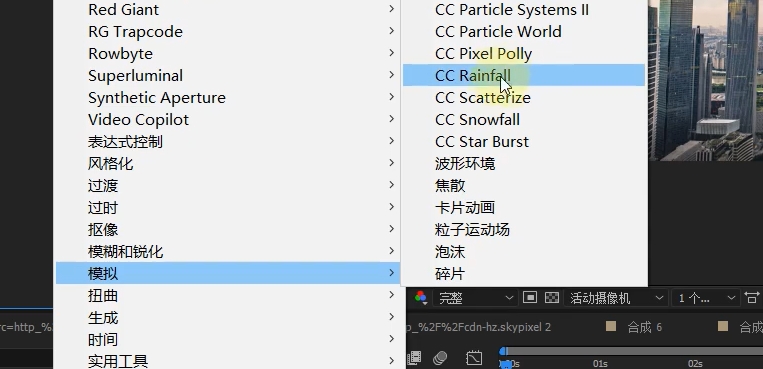 Red Giant
RG Trapcode
Rowbyte
Superluminal
Synthetic Aperture
Video Copilot
表达式控制
风格化
过渡
过时
抠像
模糊和锐化
模拟
扭曲
生成
时间
实用工具
CC Particle Systems II
CC Particle World
CC Pixel Polly
CC Rainfall
CC Scatterize
CC Snowfall
CC Star Burst
波形环境
焦散
卡片动画
粒子运动场
泡沫
碎片
完整
活动摄像机
1 个...
rc=http_%
p_%2F%2Fcdn-hz.skypixel 2
合成 6
合成
01s
02s